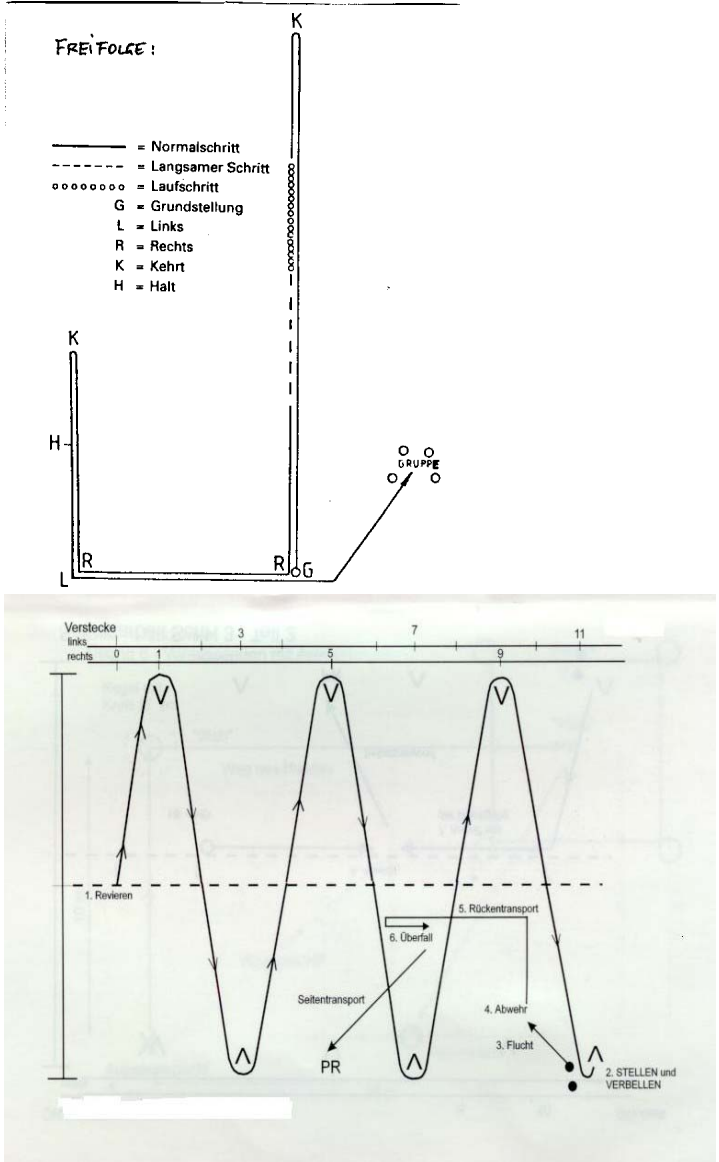 K
FREIFOLGE:
= Normalschritt
= Langsamer Schritt
= Laufschritt
G = Grundstellung
L = Links
R = Rechts
K = Kehrt
H = Halt
K
H
GRUPPE
R
R
G
L
Verstecke
links
rechts
3
7
11
0
1
5
9
1. Revieren
5. Rückentransport
6. Überfall
Seitentransport
4. Abwehr
3. Flucht
PR
2. STELLEN und
VERBELLEN